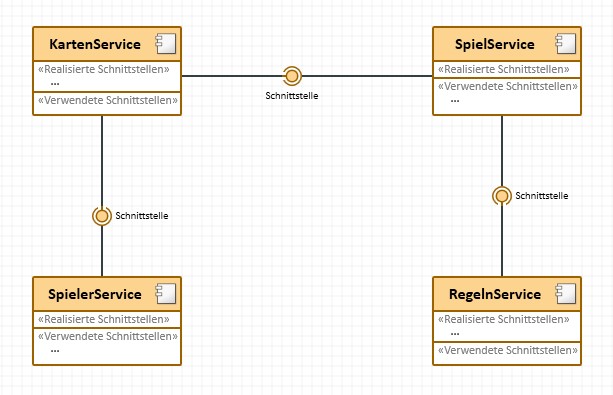 KartenService
«Realisierte Schnittstellen»
...
«Verwendete Schnittstellen»
Schnittstelle
SpielService
«Realisierte Schnittstellen»
«Verwendete Schnittstellen»
...
Schnittstelle
Schnittstelle
SpielerService
«Realisierte Schnittstellen»
«Verwendete Schnittstellen»
...
RegelnService
«Realisierte Schnittstellen»
...
«Verwendete Schnittstellen»